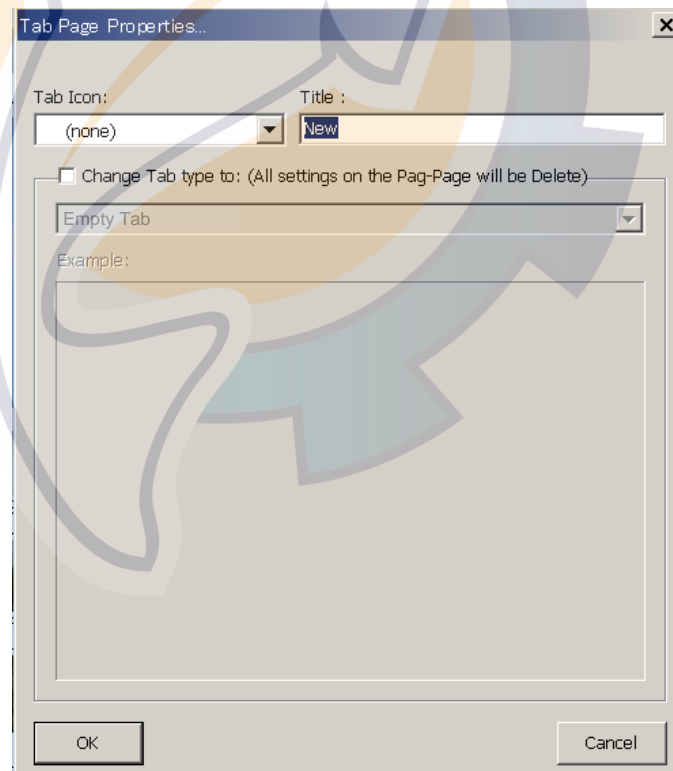 Tab Page Properties...
Tab Icon:
Title :
(none)
New
Change Tab type to: (All settings on the Pag-Page will be Delete)
Empty Tab
Example:
OK
Cancel